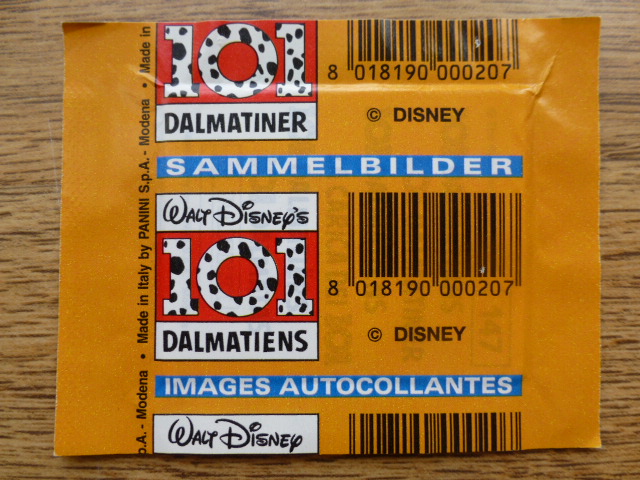 101
DALMATINER
8 018190 000207
© DISNEY
SAMMELBILDER
WALT DISNEY'S
101
DALMATIENS
8 018190 000207
© DISNEY
IMAGES AUTOCOLLANTES
WALT DISNEY
p.A. - Modena • Made in Italy by PANINI S.p.A. - Modena • Made in